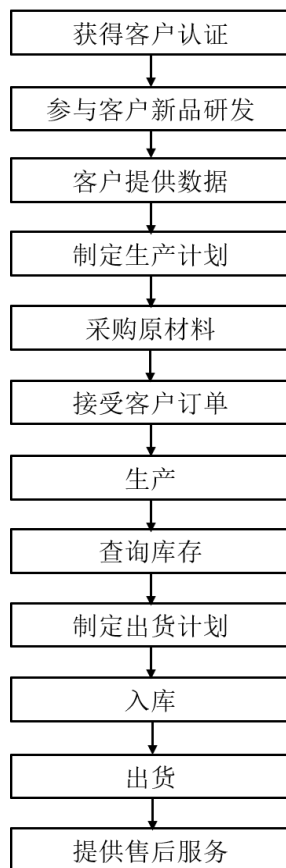 获得客户认证
参与客户新品研发
客户提供数据
制定生产计划
采购原材料
接受客户订单
生产
查询库存
制定出货计划
入库
出货
提供售后服务